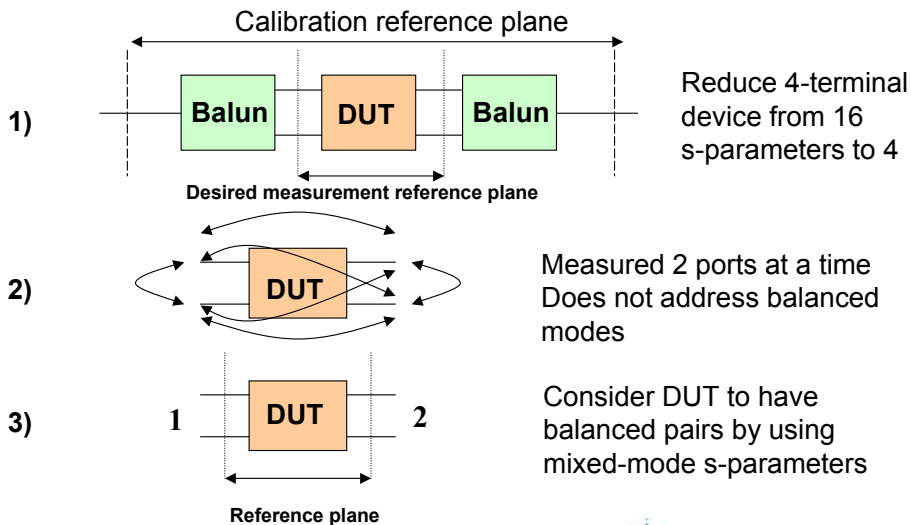 Calibration reference plane
1)
Balun
DUT
Balun
Reduce 4-terminal
device from 16
s-parameters to 4
Desired measurement reference plane
2)
DUT
Measured 2 ports at a time
Does not address balanced
modes
3)
1
DUT
2
Consider DUT to have
balanced pairs by using
mixed-mode s-parameters
Reference plane